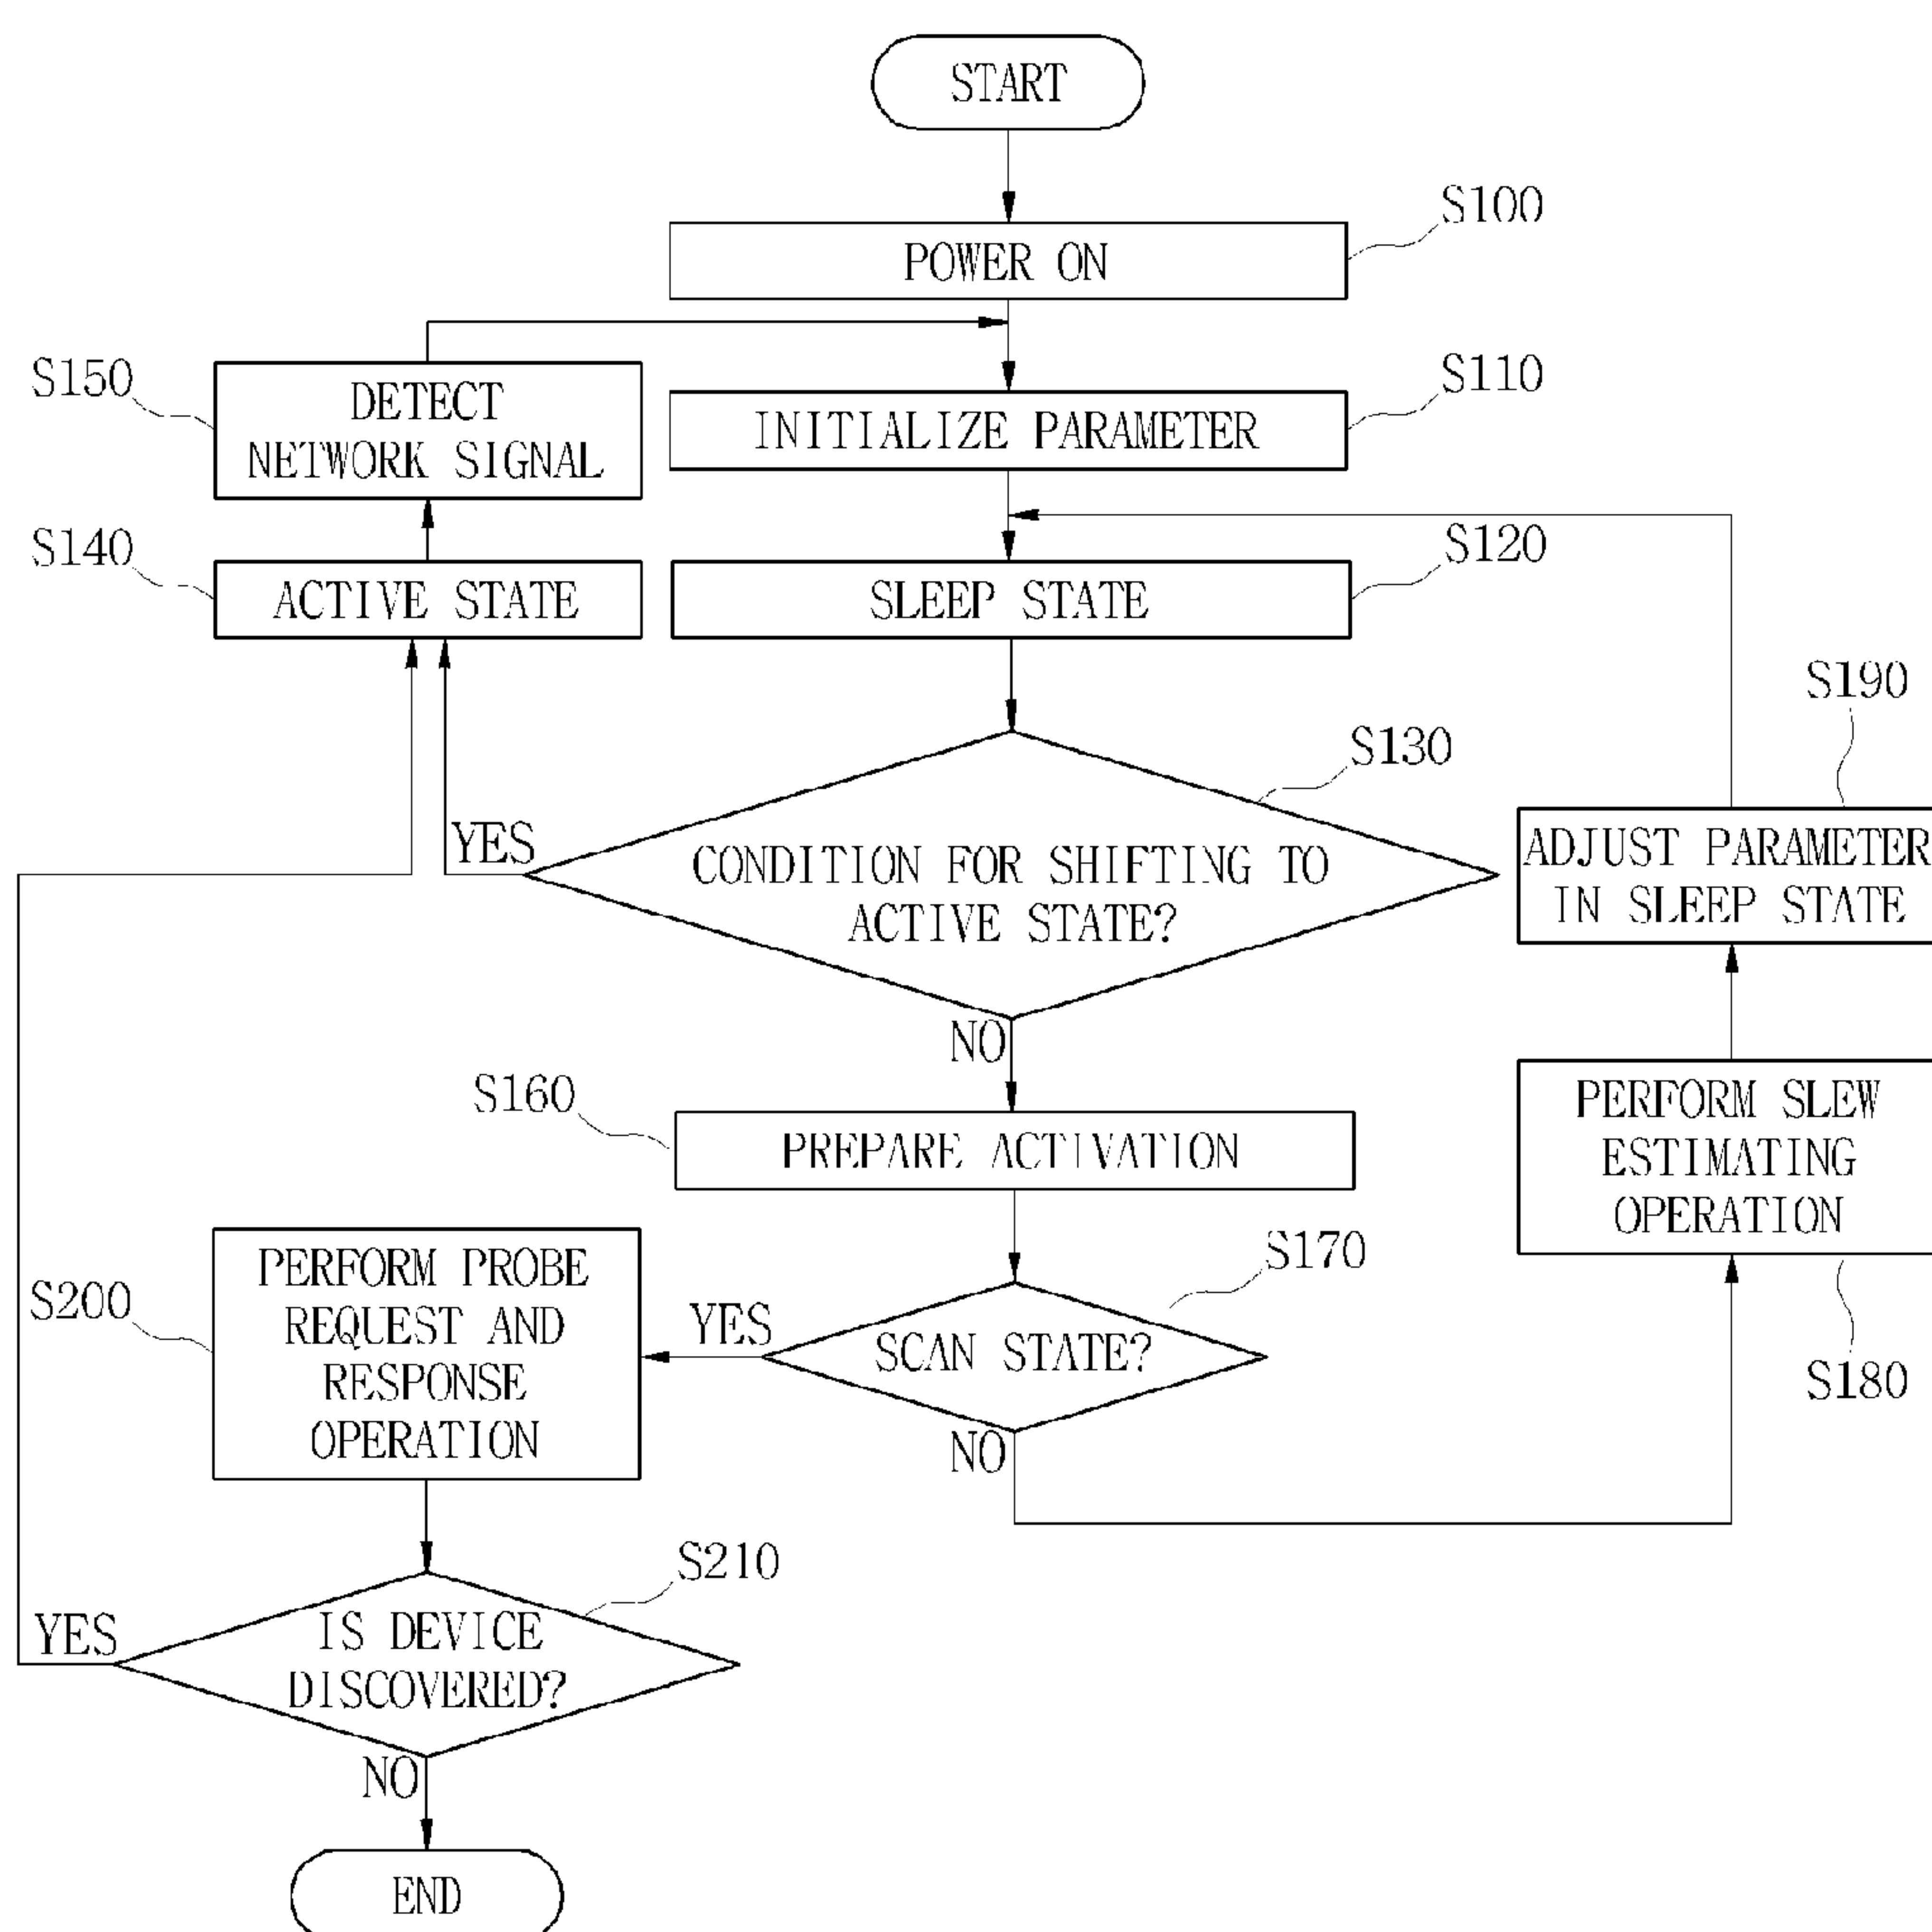 START
S100
POWER ON
S150
DETECT
NETWORK SIGNAL
S110
INITIALIZE PARAMETER
S140
ACTIVE STATE
S120
SLEEP STATE
S190
S130
YES
CONDITION FOR SHIFTING TO
ACTIVE STATE?
ADJUST PARAMETER
IN SLEEP STATE
NO
S160
PREPARE ACTIVATION
PERFORM SLEW
ESTIMATING
OPERATION
S180
S170
SCAN STATE?
YES
NO
S200
PERFORM PROBE
REQUEST AND
RESPONSE
OPERATION
S210
YES
IS DEVICE
DISCOVERED?
NO
END